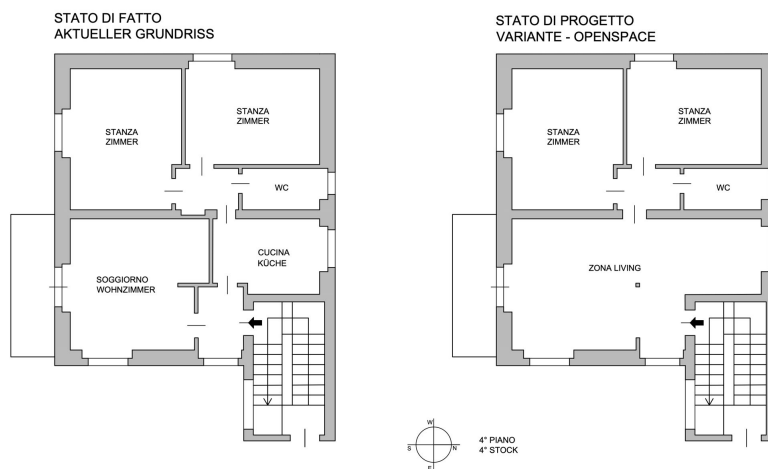 STATO DI FATTO
AKTUELLER GRUNDRISS
STANZA
ZIMMER
STANZA
ZIMMER
WC
CUCINA
KÜCHE
SOGGIORNO
WOHNZIMMER
STATO DI PROGETTO
VARIANTE - OPENSPACE
STANZA
ZIMMER
STANZA
ZIMMER
WC
ZONA LIVING
W
S
N
E
4° PIANO
4° STOCK